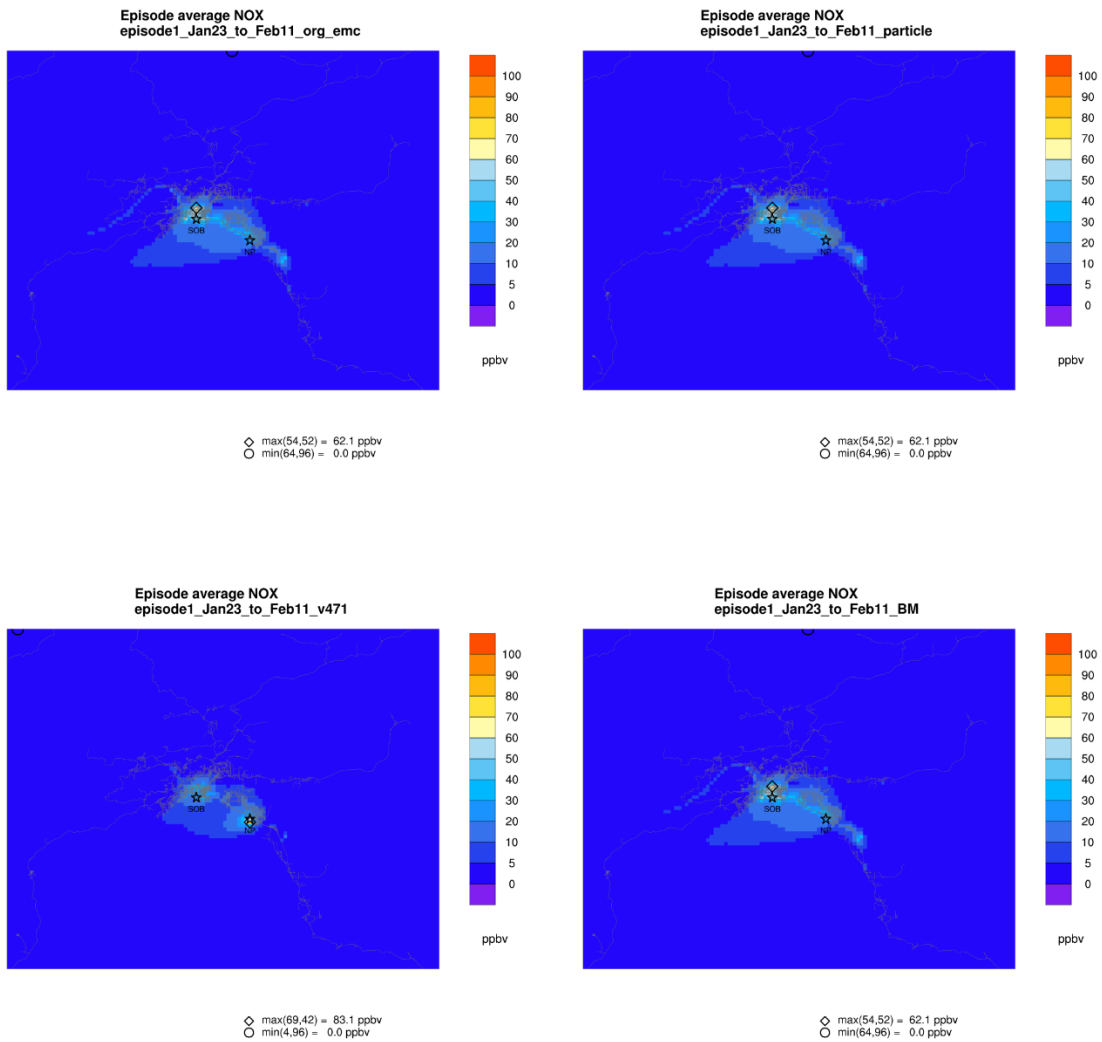 Episode average NOX
episode1_Jan23_to_Feb11_org_emc
100
90
80
70
60
50
40
30
20
10
5
0
ppbv
SOB
NP
max(54,52) = 62.1 ppbv
min(64,96) = 0.0 ppbv
Episode average NOX
episode1_Jan23_to_Feb11_particle
100
90
80
70
60
50
40
30
20
10
5
0
ppbv
SOB
NP
max(54,52) = 62.1 ppbv
min(64,96) = 0.0 ppbv
Episode average NOX
episode1_Jan23_to_Feb11_v471
100
90
80
70
60
50
40
30
20
10
5
0
ppbv
SOB
NP
max(69,42) = 83.1 ppbv
min(4,96) = 0.0 ppbv
Episode average NOX
episode1_Jan23_to_Feb11_BM
100
90
80
70
60
50
40
30
20
10
5
0
ppbv
SOB
NP
max(54,52) = 62.1 ppbv
min(64,96) = 0.0 ppbv